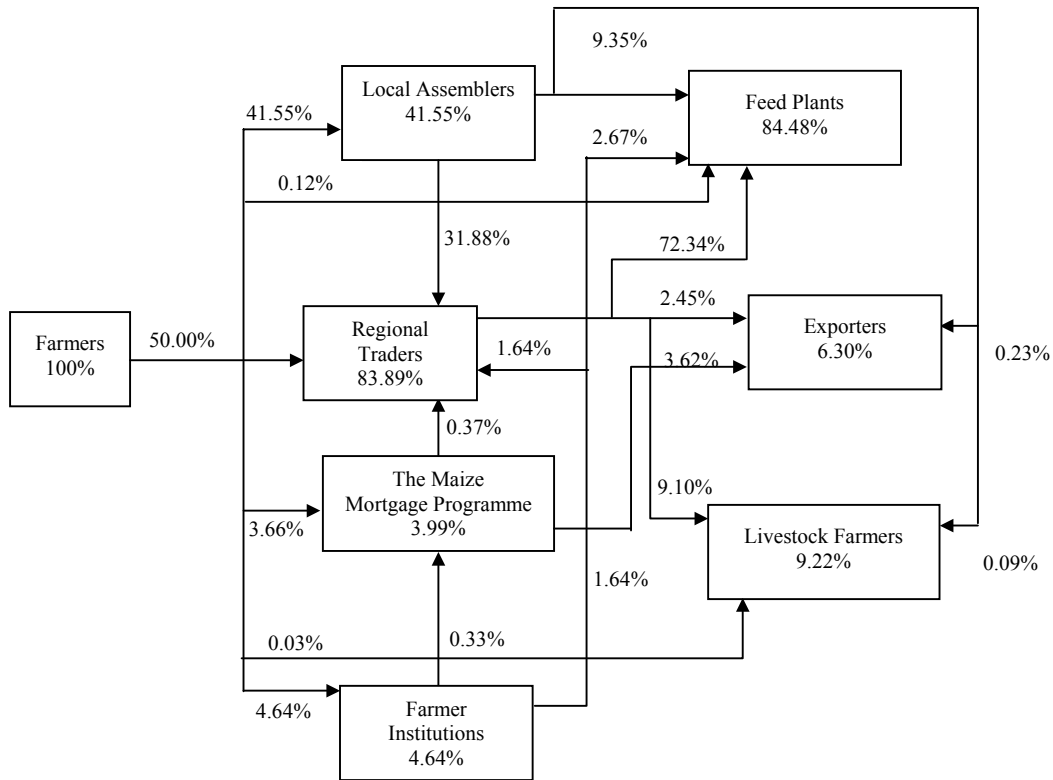 9.35%
Local Assemblers
41.55%
Feed Plants
84.48%
41.55%
2.67%
0.12%
31.88%
72.34%
2.45%
Farmers
100%
50.00%
Regional
Traders
83.89%
1.64%
3.62%
Exporters
6.30%
0.23%
0.37%
The Maize
Mortgage Programme
3.99%
3.66%
9.10%
Livestock Farmers
9.22%
0.09%
1.64%
0.33%
0.03%
4.64%
Farmer
Institutions
4.64%